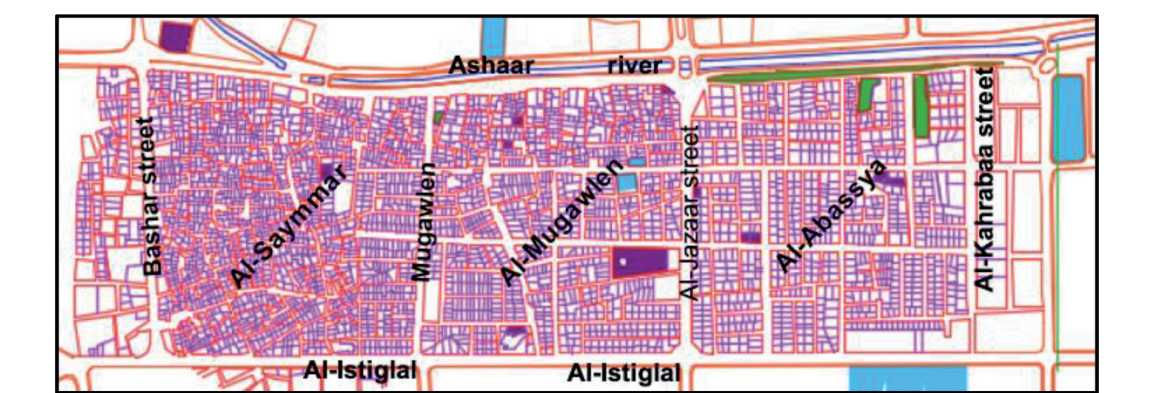 Ashaar river
Bashar street
Al-Saymmar
Mugawlen
Al-Mugawlen
Al-Jazaar street
Al-Abassya
Al-Kahrabaa street
Al-Istiglal
Al-Istiglal